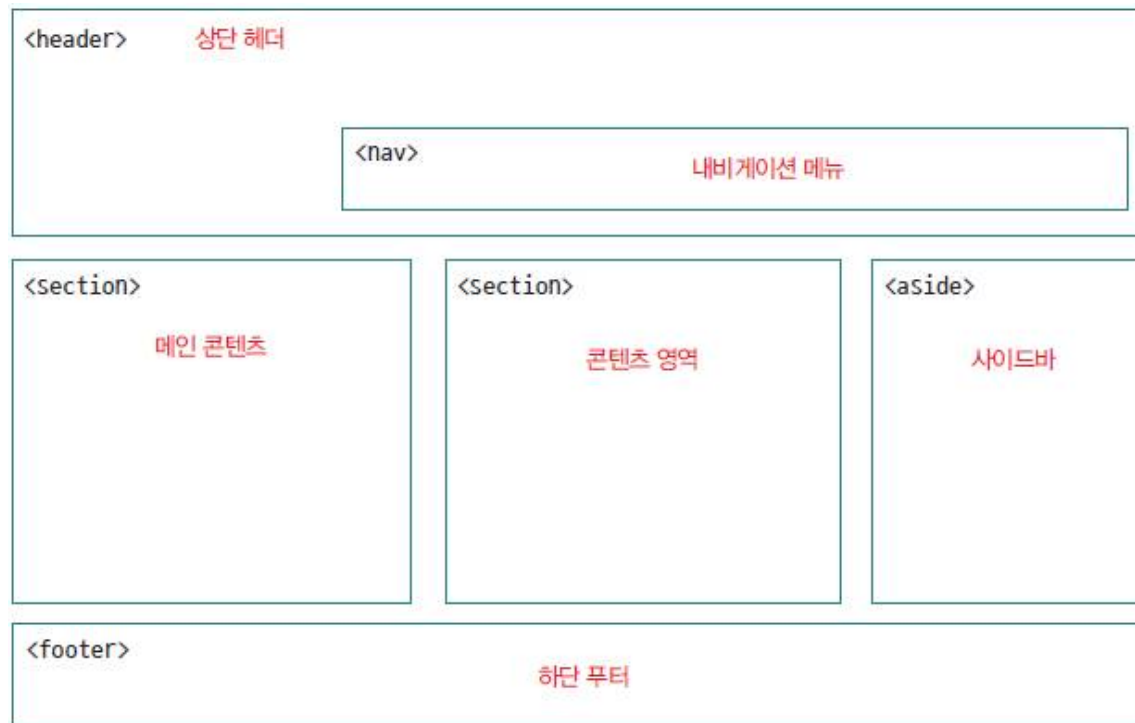 <header> 상단 헤더
<nav> 내비게이션 메뉴
<section>
메인 콘텐츠
<section>
콘텐츠 영역
<aside>
사이드바
<footer>
하단 푸터